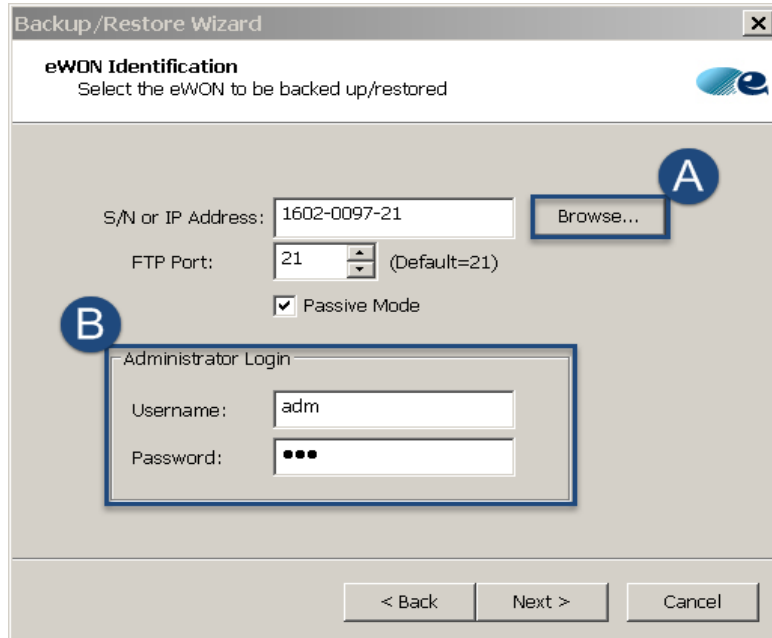 Backup/Restore Wizard
eWON Identification
Select the eWON to be backed up/restored
A
S/N or IP Address: 1602-0097-21 Browse...
FTP Port: 21 (Default=21)
Passive Mode
B
Administrator Login
Username: adm
Password: •••
< Back Next > Cancel